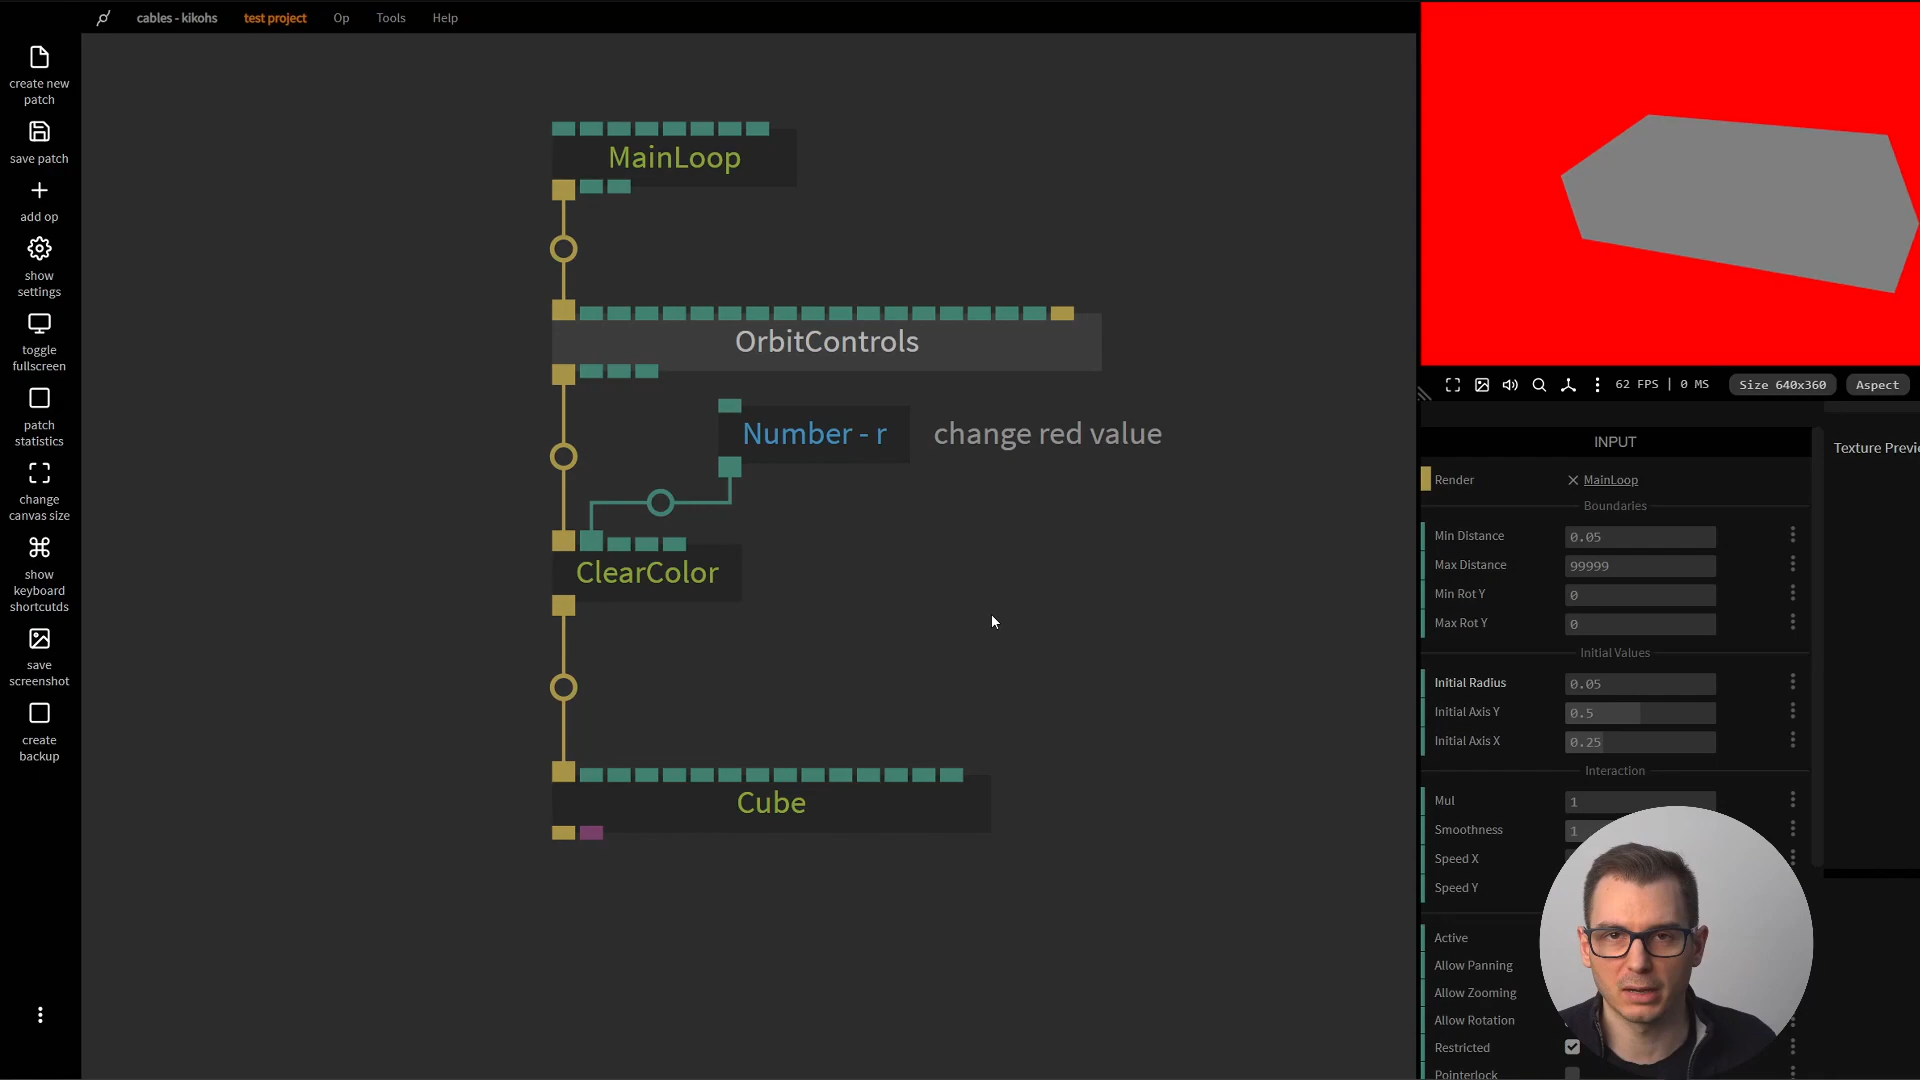 cables - kikohs
test project
Op
Tools
Help
create new
patch
save patch
add op
show
settings
toggle
fullscreen
patch
statistics
change
canvas size
show
keyboard
shortcutds
save
screenshot
create
backup
MainLoop
OrbitControls
Number - r
change red value
ClearColor
Cube
62 FPS | 0 MS
Size 640x360
Aspect
INPUT
Texture Previe
Render
MainLoop
Boundaries
Min Distance 0.05
Max Distance 99999
Min Rot Y 0
Max Rot Y 0
Initial Values
Initial Radius 0.05
Initial Axis Y 0.5
Initial Axis X 0.25
Interaction
Mul 1
Smoothness 1
Speed X
Speed Y
Active
Allow Panning
Allow Zooming
Allow Rotation
Restricted
Pointerlock